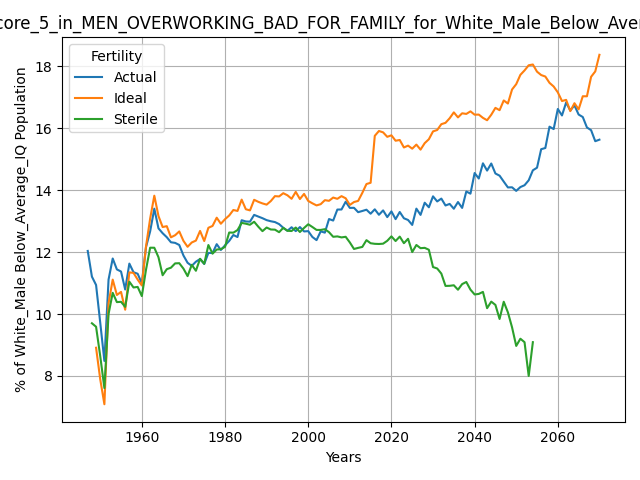 core_5_in_MEN_OVERWORKING_BAD_FOR_FAMILY_for_White_Male_Below_Aver
Fertility
Actual
Ideal
Sterile
% of White_Male Below_Average_IQ Population
18
16
14
12
10
8
1960 1980 2000 2020 2040 2060
Years